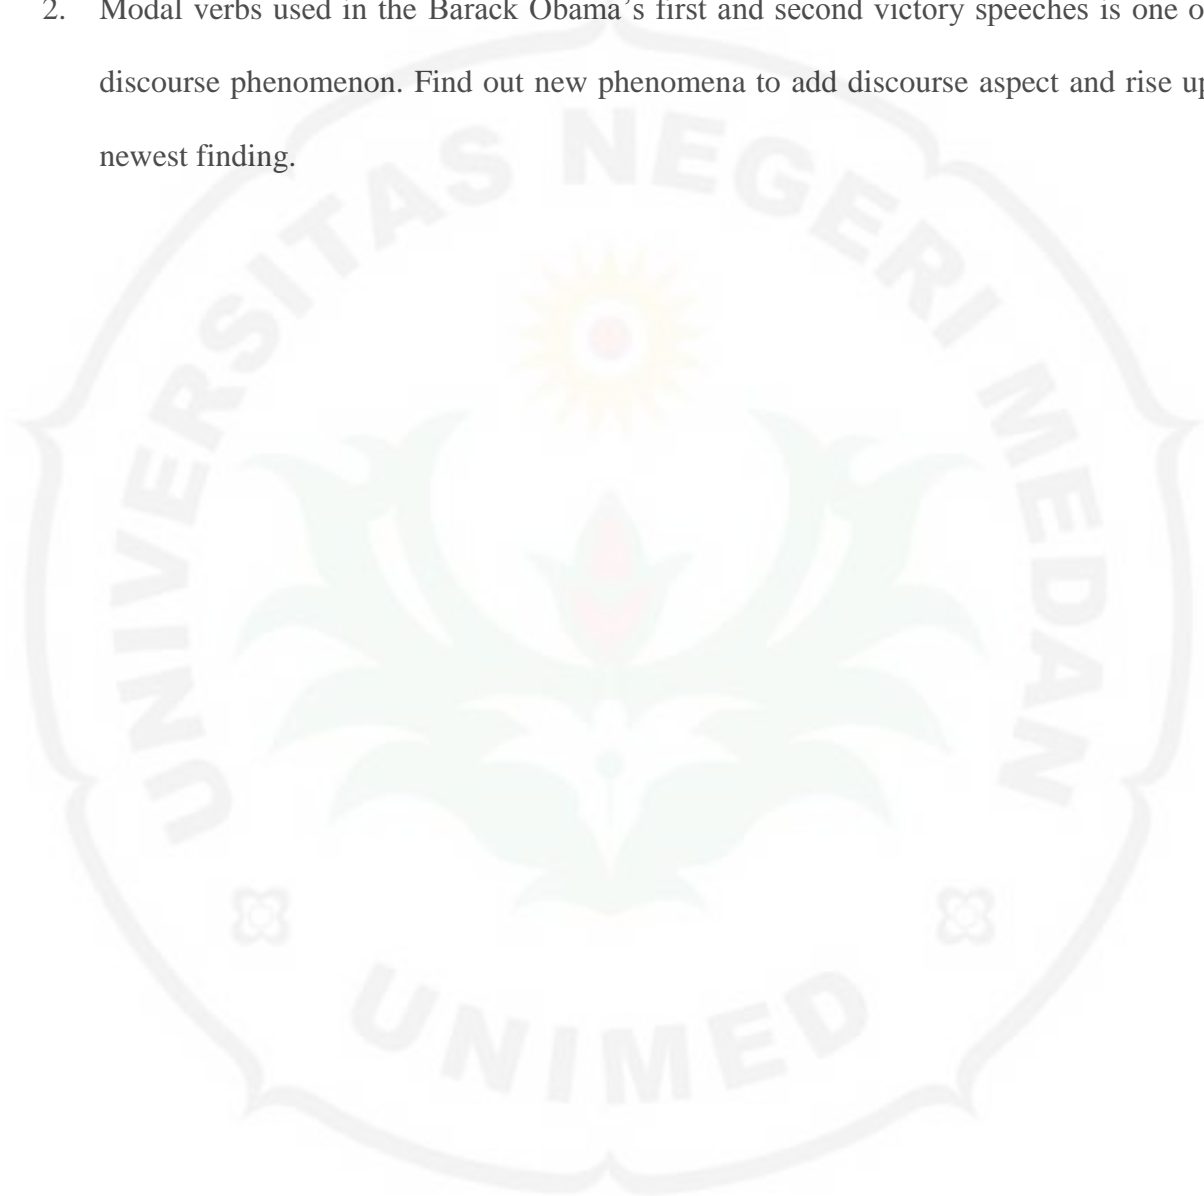 2. Modal verbs used in the Barack Obama's first and second victory speeches is one o
discourse phenomenon. Find out new phenomena to add discourse aspect and rise up
newest finding.
UNIVERSITAS NEGERI MEDAN
UNIMED